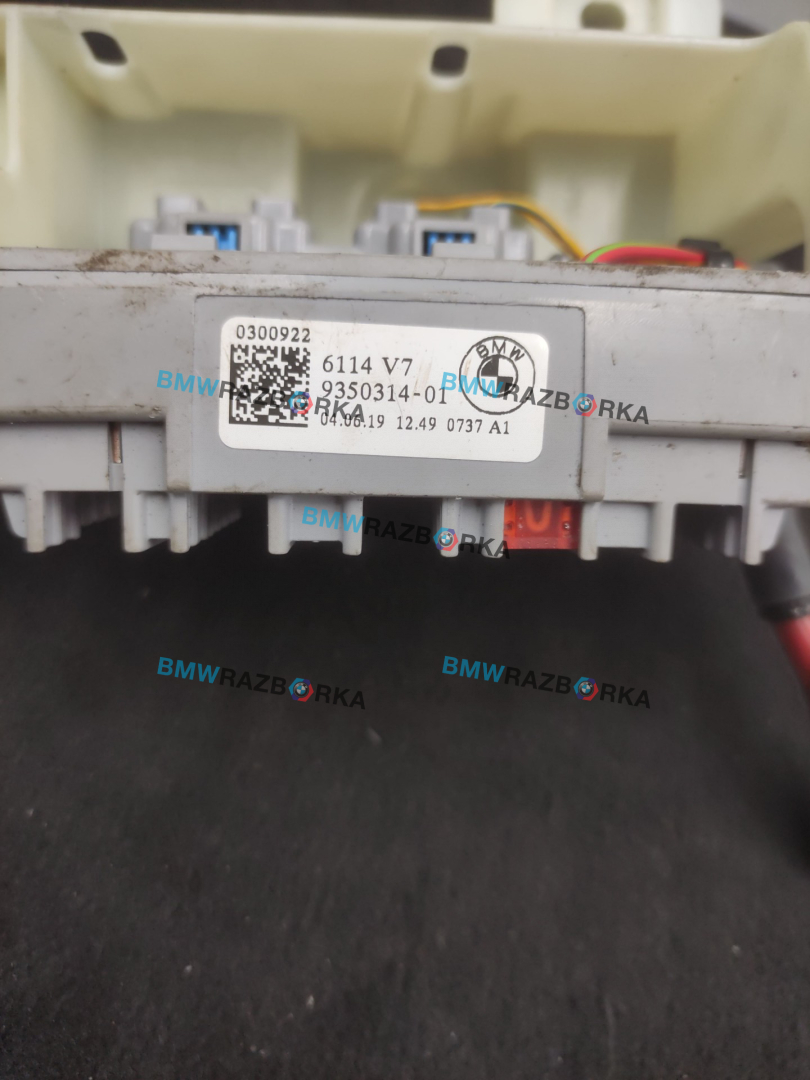 0300922
6114 V7
9350314-01
04.06.19 12.49 0737 A1
BMW
BMWRAZBORKA
BMWRAZBORKA
BMWRAZBORKA
BMWRAZBORKA
BMWRAZBORKA